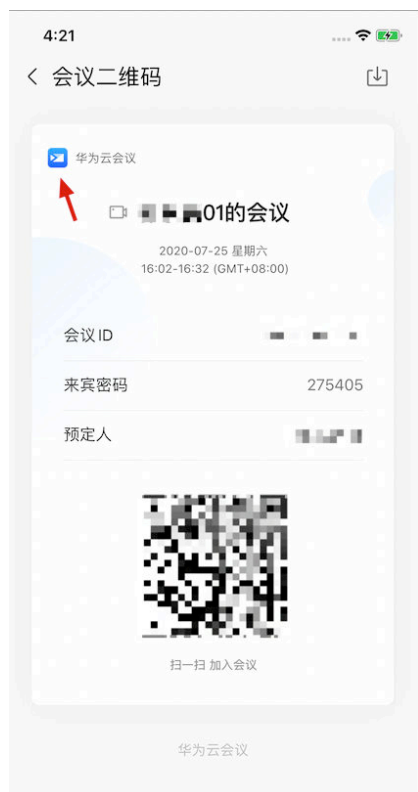 4:21
会议二维码
华为云会议
01的会议
2020-07-25 星期六
16:02-16:32 (GMT+08:00)
会议ID
来宾密码 275405
预定人
扫一扫 加入会议
华为云会议